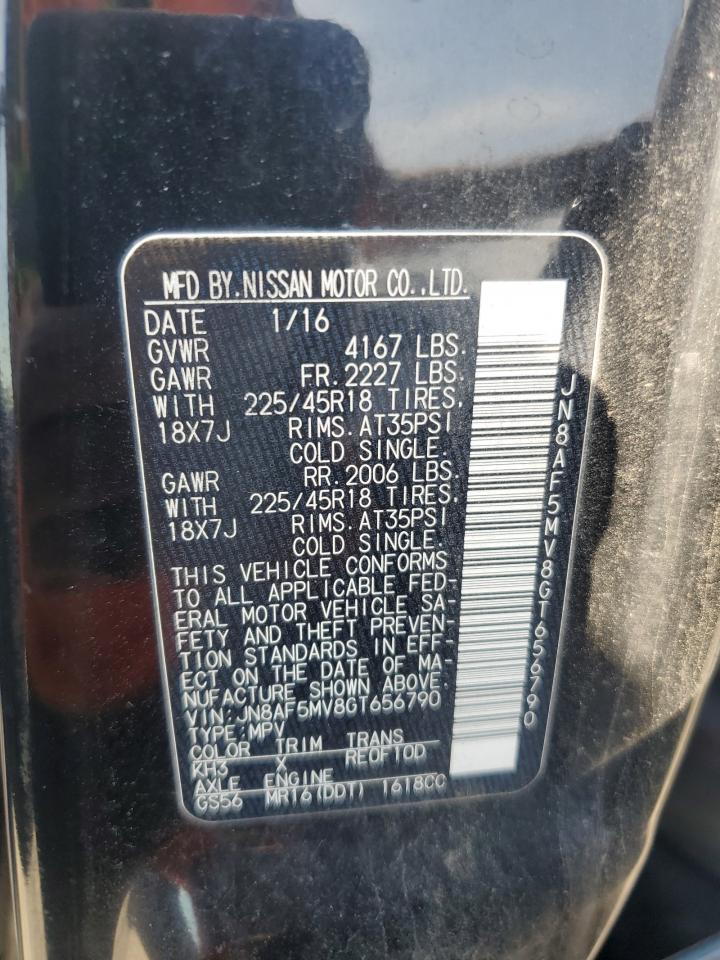 MFD BY.NISSAN MOTOR CO.,LTD.
DATE 1/16
GVWR 4167 LBS.
GAWR FR.2227 LBS.
WITH 225/45R18 TIRES,
18X7J RIMS.AT35PSI
COLD SINGLE.
GAWR RR.2006 LBS.
WITH 225/45R18 TIRES,
18X7J RIMS.AT35PSI
COLD SINGLE.
THIS VEHICLE CONFORMS
TO ALL APPLICABLE FED-
ERAL MOTOR VEHICLE SA-
FETY AND THEFT PREVEN-
TION STANDARDS IN EFF-
ECT ON THE DATE OF MA-
NUFACTURE SHOWN ABOVE.
VIN:JN8AF5MV8GT656790
TYPE:MPV
COLOR TRIM TRANS
KH3 X RE0F10D
AXLE ENGINE
GS56 MR16(DDT) 1618CC
JN8AF5MV8GT656790